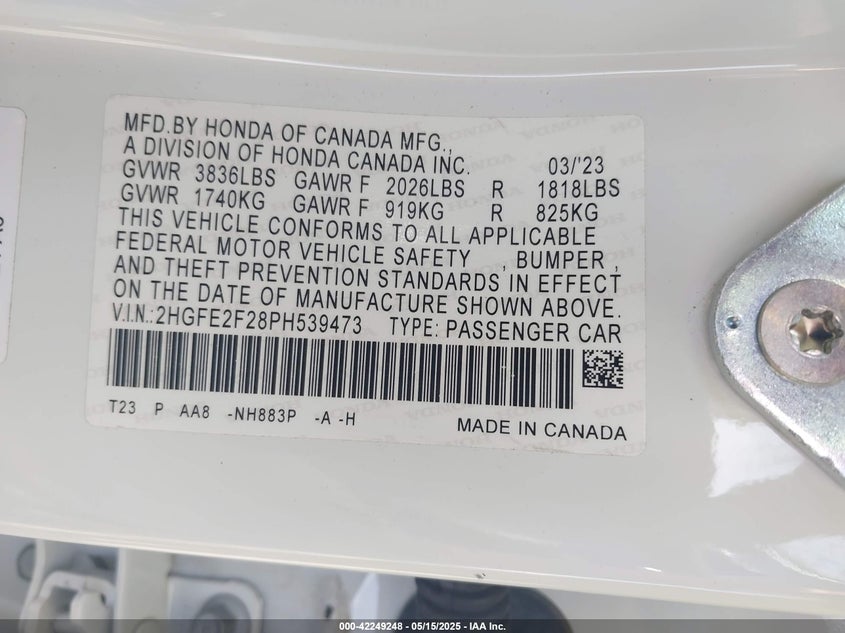 MFD.BY HONDA OF CANADA MFG.,
A DIVISION OF HONDA CANADA INC. 03/'23
GVWR 3836LBS GAWR F 2026LBS R 1818LBS
GVWR 1740KG GAWR F 919KG R 825KG
THIS VEHICLE CONFORMS TO ALL APPLICABLE
FEDERAL MOTOR VEHICLE SAFETY , BUMPER ,
AND THEFT PREVENTION STANDARDS IN EFFECT
ON THE DATE OF MANUFACTURE SHOWN ABOVE.
V.I.N.:2HGFE2F28PH539473 TYPE: PASSENGER CAR
T23 P AA8 -NH883P -A -H MADE IN CANADA
000-42249248 - 05/15/2025 - IAA Inc.